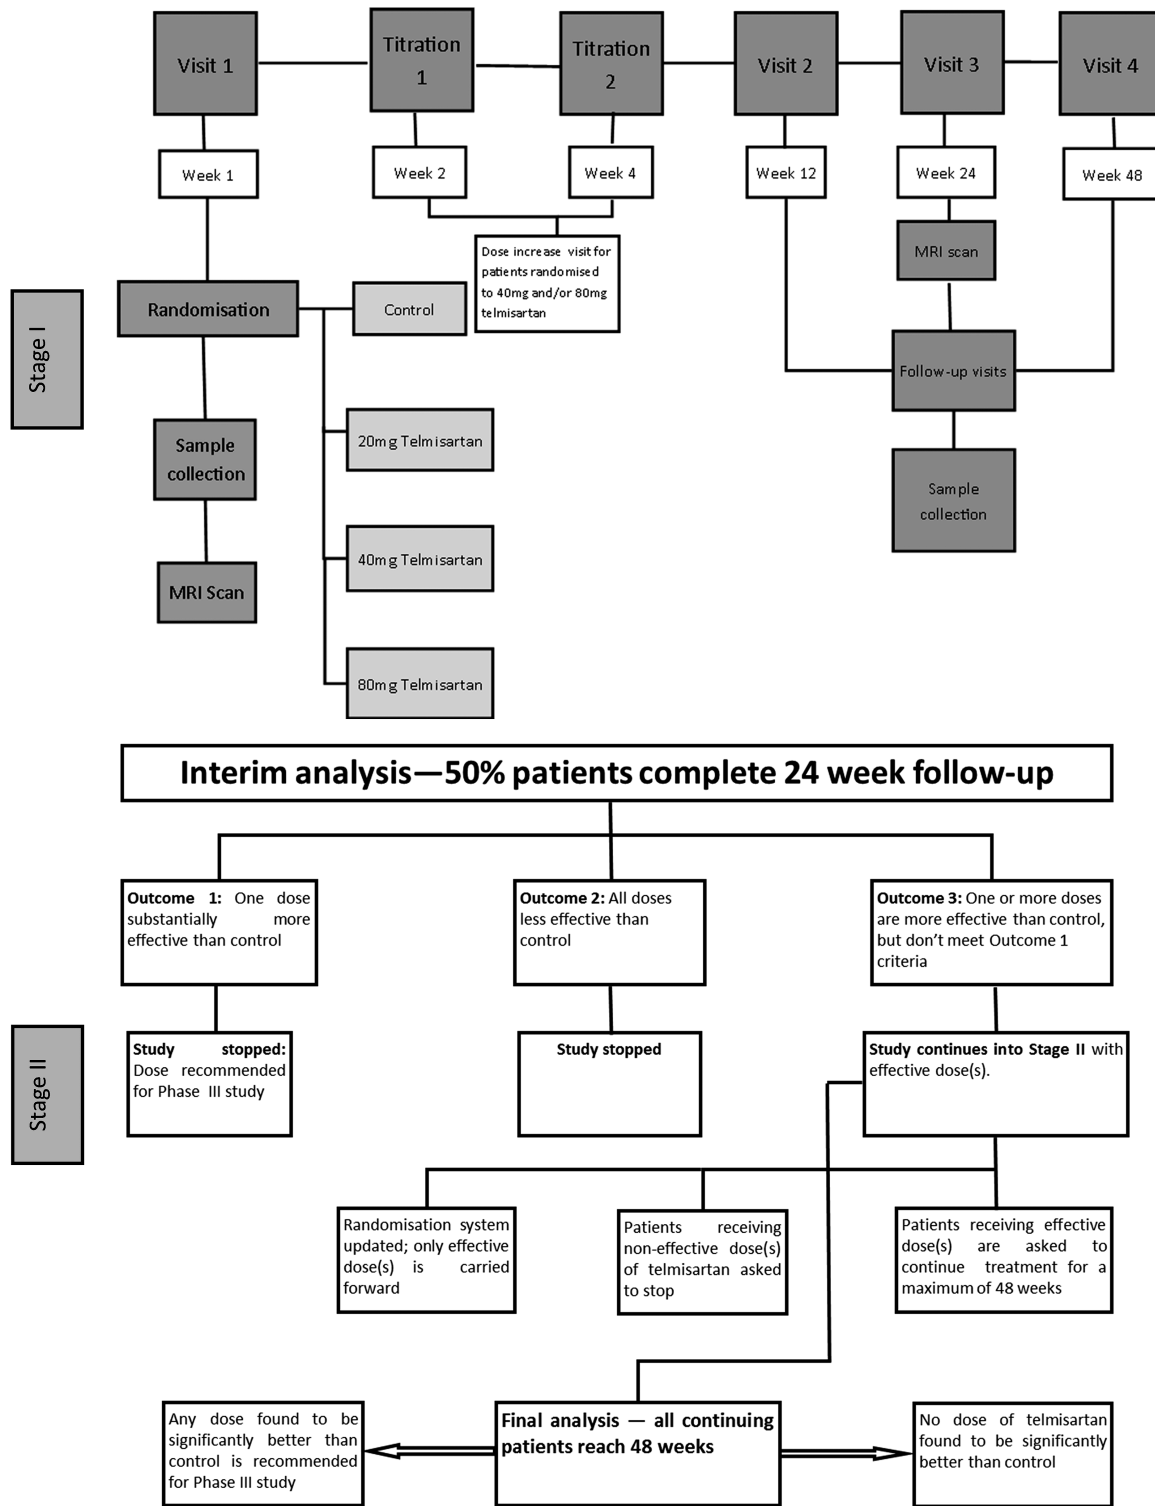 Visit 1
Titration
1
Titration
2
Visit 2
Visit 3
Visit 4
Week 1
Week 2
Week 4
Week 12
Week 24
Week 48
Dose increase visit for
patients randomised
to 40mg and/or 80mg
telmisartan
MRI scan
Stage I
Randomisation
Control
Follow-up visits
Sample
collection
20mg Telmisartan
Sample
collection
40mg Telmisartan
MRI Scan
80mg Telmisartan
Interim analysis—50% patients complete 24 week follow-up
Outcome 1: One dose
substantially more
effective than control
Outcome 2: All doses
less effective than
control
Outcome 3: One or more doses
are more effective than control,
but don't meet Outcome 1
criteria
Stage II
Study stopped:
Dose recommended
for Phase III study
Study stopped
Study continues into Stage II with
effective dose(s).
Randomisation system
updated; only effective
dose(s) is carried
forward
Patients receiving
non-effective dose(s)
of telmisartan asked
to stop
Patients receiving effective
dose(s) are asked to
continue treatment for a
maximum of 48 weeks
Any dose found to be
significantly better than
control is recommended
for Phase III study
Final analysis — all continuing
patients reach 48 weeks
No dose of telmisartan
found to be significantly
better than control